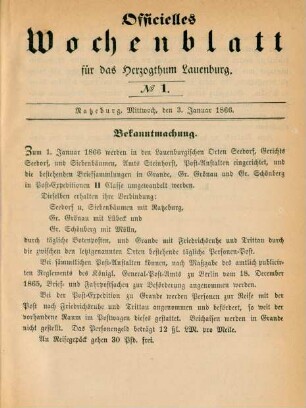 Officielles
Wochenblatt
für das Herzogthum Lauenburg.
№ 1.
Ratzeburg, Mittwoch, den 3. Januar 1866.
Bekanntmachung.
Zum 1. Januar 1866 werden in den Lauenburgischen Orten Seedorf, Gerichts
Seedorf, und Siebenbäumen, Amts Steinhorst, Post-Anstalten eingerichtet, und
die bestehenden Briefsammlungen in Grande, Gr. Grönau und Gr. Schönberg
in Post-Expeditionen II Classe umgewandelt werden.
Dieselben erhalten ihre Verbindung:
Seedorf u. Siebenbäumen mit Ratzeburg,
Gr. Grönau mit Lübeck und
Gr. Schönberg mit Mölln,
durch tägliche Botenposten, und Grande mit Friedrichsruhe und Trittau durch
die zwischen den letztgenannten Orten bestehende tägliche Personen-Post.
Bei sämmtlichen Post-Anstalten können, nach Maßgabe des amtlich publicir-
ten Reglements des Königl. General-Post-Amts zu Berlin vom 18. December
1865, Brief- und Fahrpostsachen zur Beförderung angenommen werden.
Bei der Post-Expedition zu Grande werden Personen zur Reise mit der Post
nach Friedrichsruhe und Trittau angenommen und befördert, so weit der
vorhandene Raum im Postwagen dieses gestattet. Beichaisen werden in Grande
nicht gestellt. Das Personengeld beträgt 12 ßl. LM. pro Meile.
An Reisegepäck gehen 30 Pfd. frei.